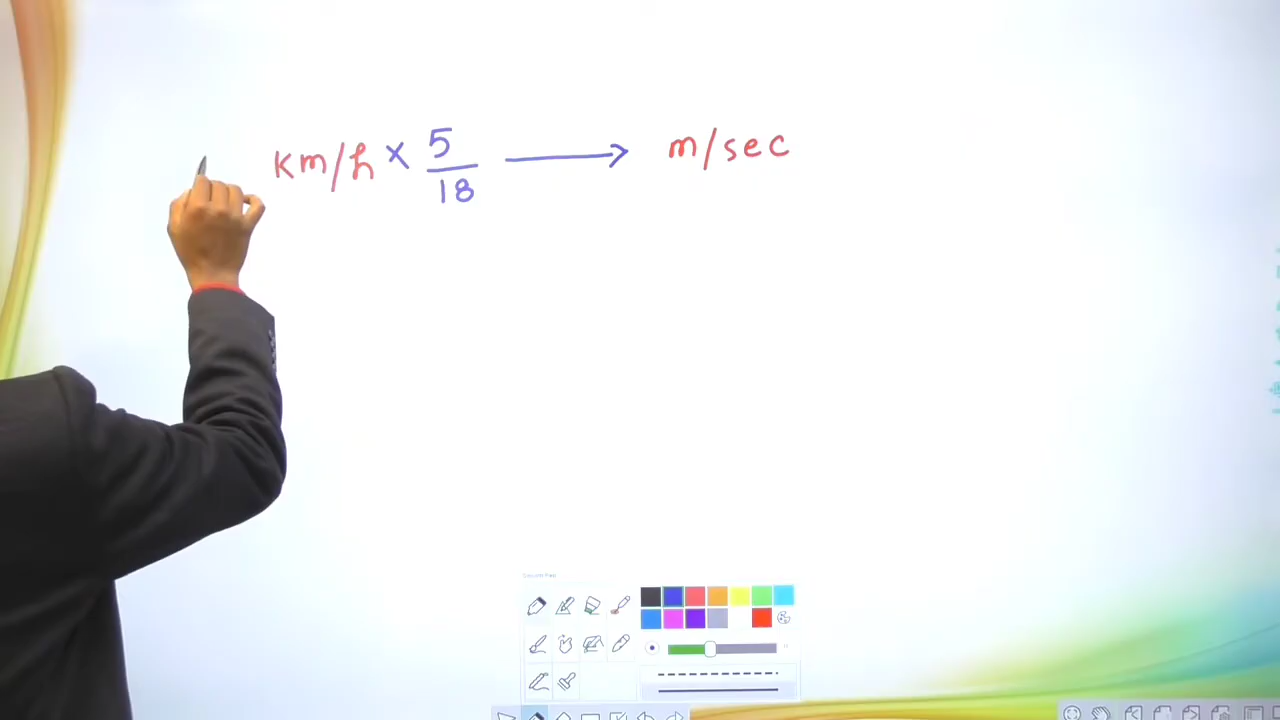 km/h × 5/18 → m/sec